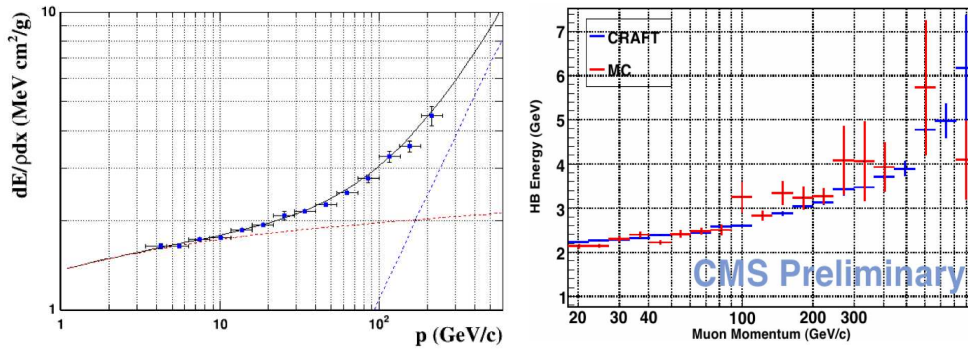 dE/ρdx (MeV cm²/g)
10
1
1
10
10²
p (GeV/c)
CRAFT
MC
HB Energy (GeV)
7
6
5
4
3
2
1
CMS Preliminary
20
30
40
100
200
300
Muon Momentum (GeV/c)